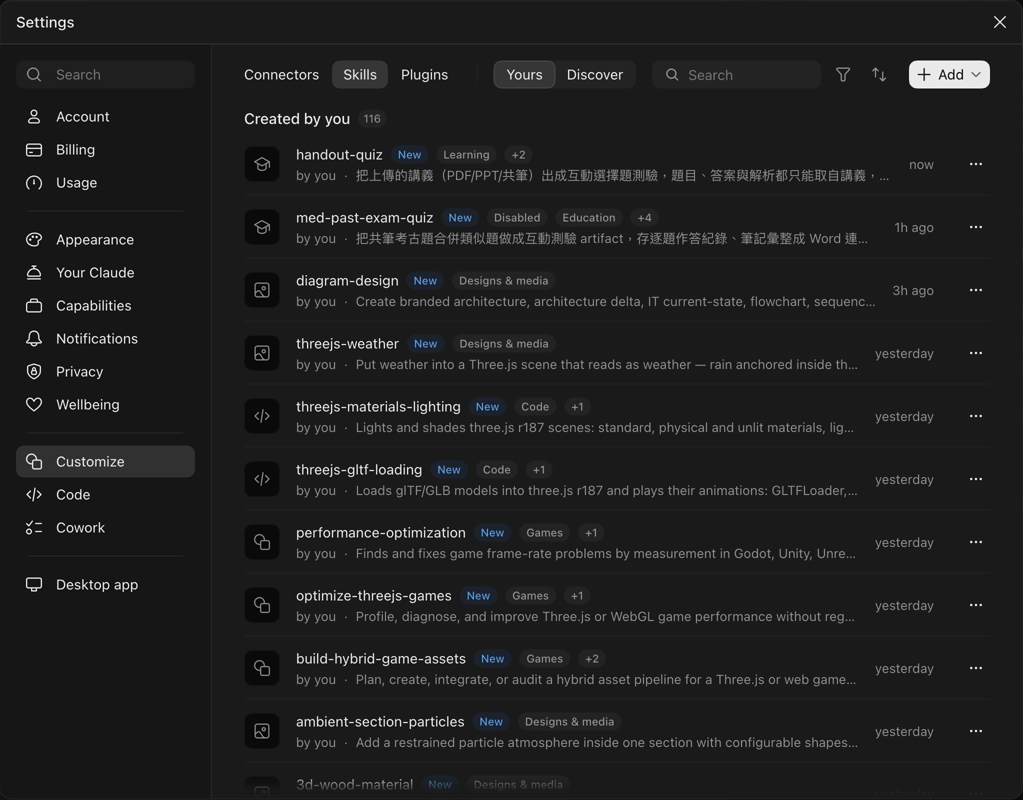 Settings
Search
Account
Billing
Usage
Appearance
Your Claude
Capabilities
Notifications
Privacy
Wellbeing
Customize
Code
Cowork
Desktop app
Connectors Skills Plugins Yours Discover Search Add
Created by you 116
handout-quiz New Learning +2
by you · 把上傳的講義（PDF/PPT/共筆）出成互動選擇題測驗，題目、答案與解析都只能取自講義，...
now
med-past-exam-quiz New Disabled Education +4
by you · 把共筆考古題合併類似題做成互動測驗 artifact，存逐題作答紀錄、筆記彙整成 Word 連...
1h ago
diagram-design New Designs & media
by you · Create branded architecture, architecture delta, IT current-state, flowchart, sequenc...
3h ago
threejs-weather New Designs & media
by you · Put weather into a Three.js scene that reads as weather — rain anchored inside th...
yesterday
threejs-materials-lighting New Code +1
by you · Lights and shades three.js r187 scenes: standard, physical and unlit materials, lig...
yesterday
threejs-gltf-loading New Code +1
by you · Loads glTF/GLB models into three.js r187 and plays their animations: GLTFLoader,...
yesterday
performance-optimization New Games +1
by you · Finds and fixes game frame-rate problems by measurement in Godot, Unity, Unre...
yesterday
optimize-threejs-games New Games +1
by you · Profile, diagnose, and improve Three.js or WebGL game performance without reg...
yesterday
build-hybrid-game-assets New Games +2
by you · Plan, create, integrate, or audit a hybrid asset pipeline for a Three.js or web game...
yesterday
ambient-section-particles New Designs & media
by you · Add a restrained particle atmosphere inside one section with configurable shapes...
yesterday
3d-wood-material New Designs & media